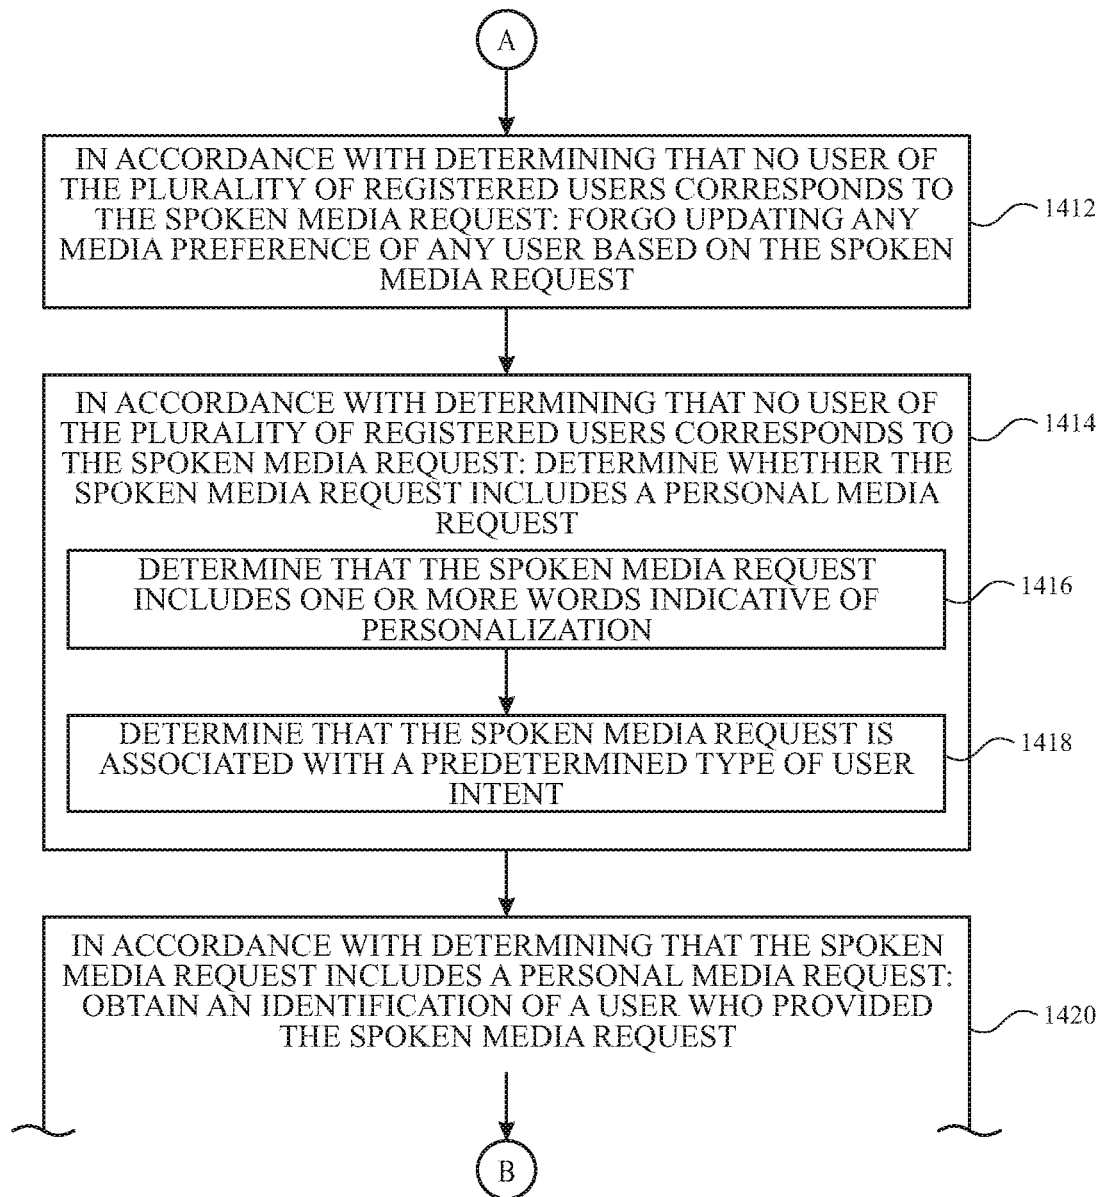 A
IN ACCORDANCE WITH DETERMINING THAT NO USER OF
THE PLURALITY OF REGISTERED USERS CORRESPONDS TO
THE SPOKEN MEDIA REQUEST: FORGO UPDATING ANY
MEDIA PREFERENCE OF ANY USER BASED ON THE SPOKEN
MEDIA REQUEST
1412
IN ACCORDANCE WITH DETERMINING THAT NO USER OF
THE PLURALITY OF REGISTERED USERS CORRESPONDS TO
THE SPOKEN MEDIA REQUEST: DETERMINE WHETHER THE
SPOKEN MEDIA REQUEST INCLUDES A PERSONAL MEDIA
REQUEST
1414
DETERMINE THAT THE SPOKEN MEDIA REQUEST
INCLUDES ONE OR MORE WORDS INDICATIVE OF
PERSONALIZATION
1416
DETERMINE THAT THE SPOKEN MEDIA REQUEST IS
ASSOCIATED WITH A PREDETERMINED TYPE OF USER
INTENT
1418
IN ACCORDANCE WITH DETERMINING THAT THE SPOKEN
MEDIA REQUEST INCLUDES A PERSONAL MEDIA REQUEST:
OBTAIN AN IDENTIFICATION OF A USER WHO PROVIDED
THE SPOKEN MEDIA REQUEST
1420
B